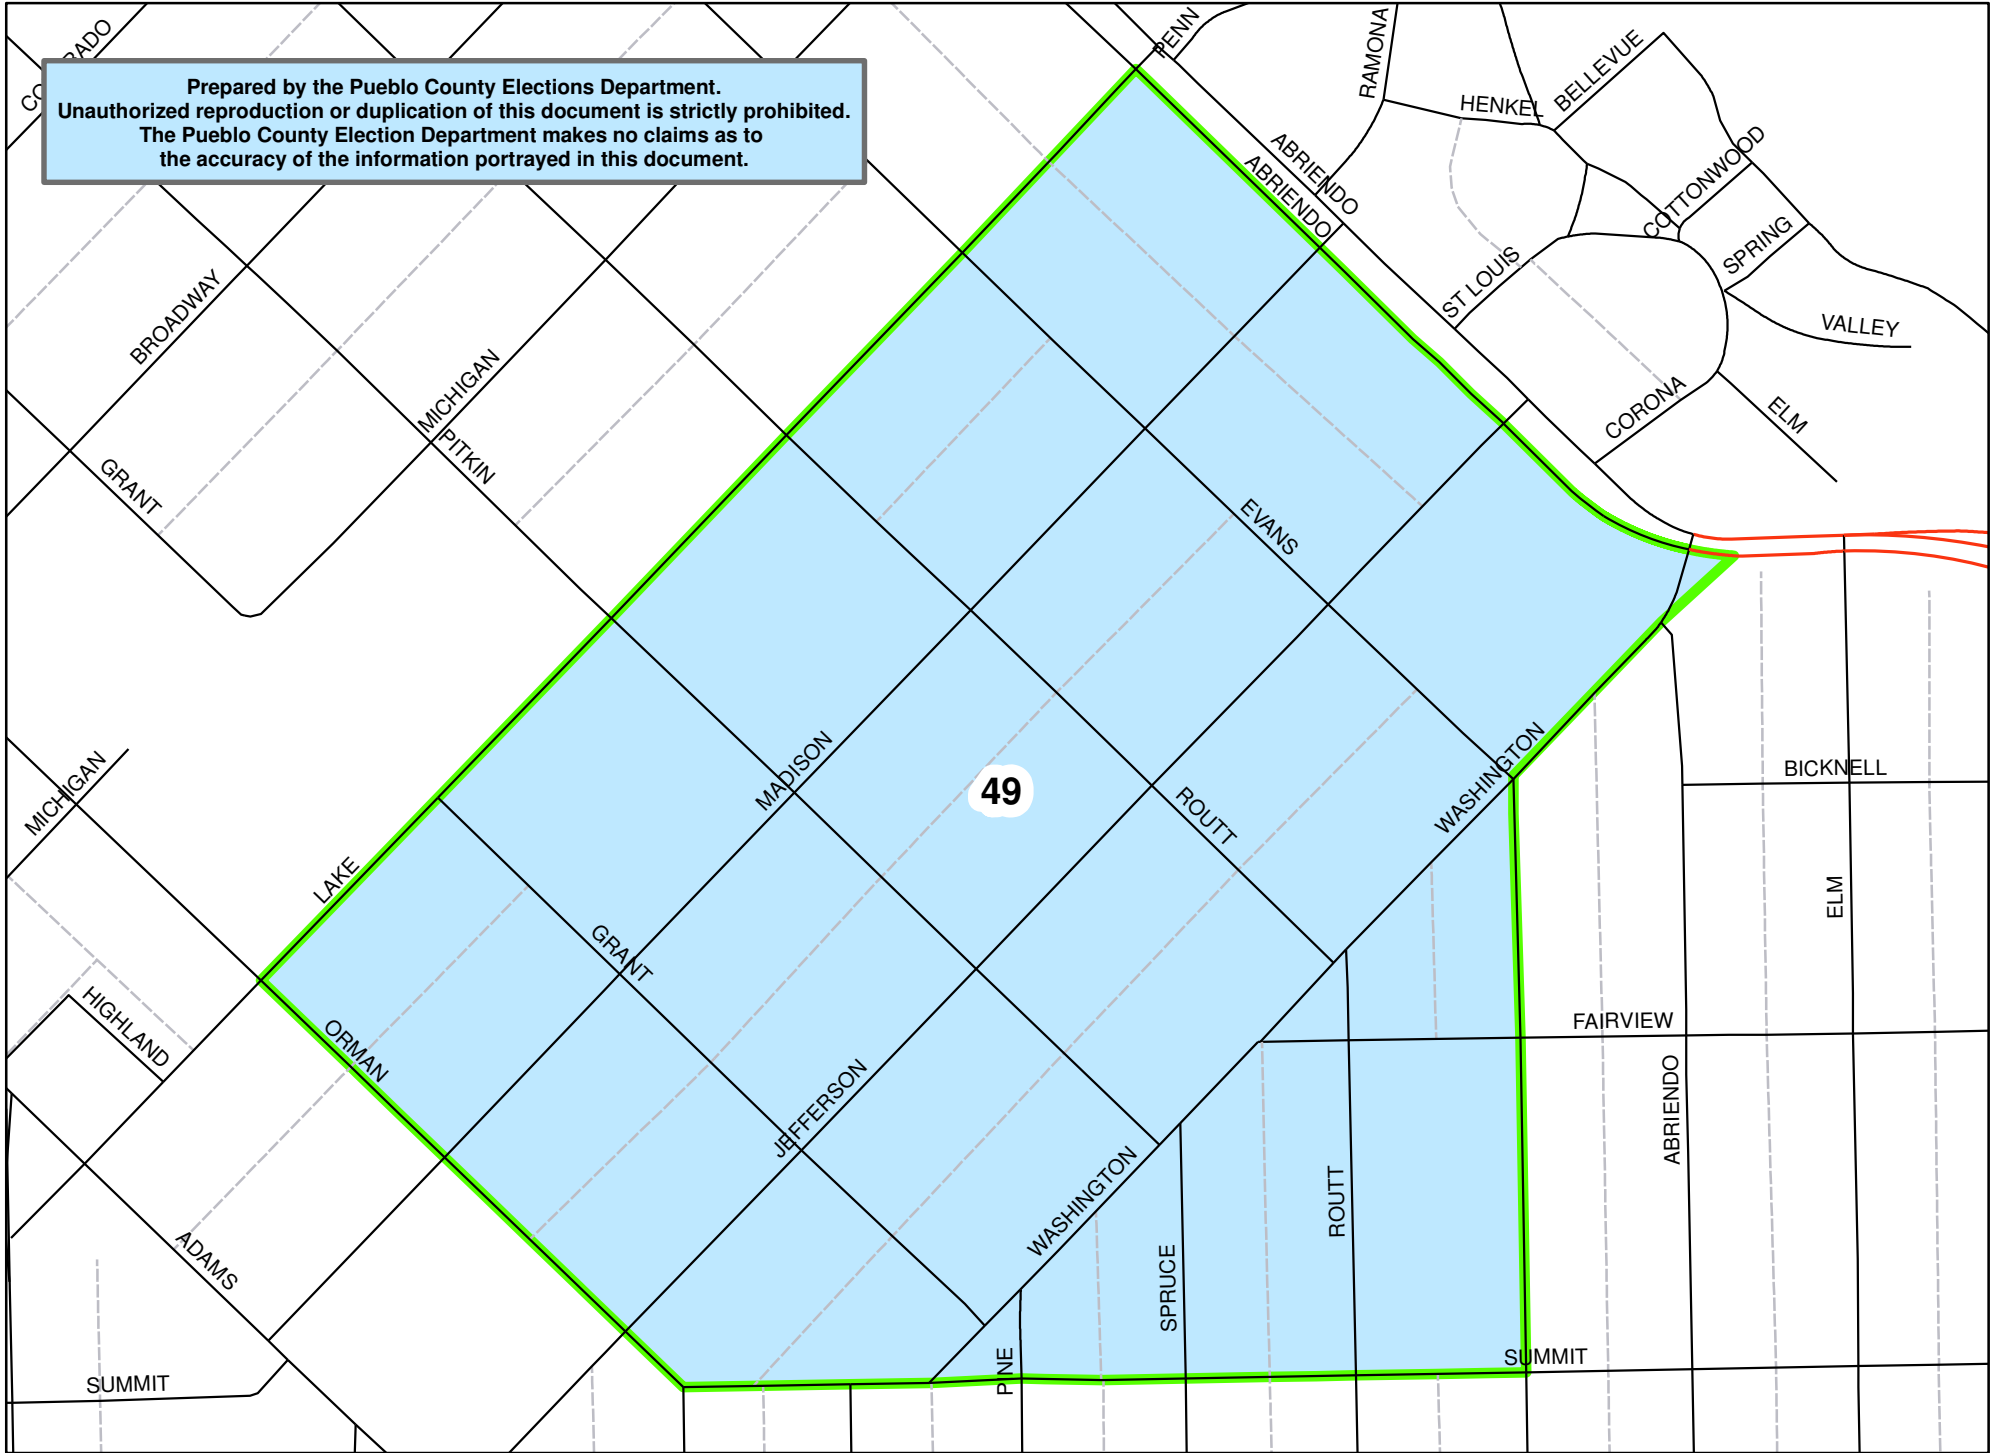 COLORADO
Prepared by the Pueblo County Elections Department.
Unauthorized reproduction or duplication of this document is strictly prohibited.
The Pueblo County Election Department makes no claims as to
the accuracy of the information portrayed in this document.
PENN
RAMONA
HENKEL
BELLEVUE
ABRIENDO
ABRIENDO
COTTONWOOD
SPRING
ST LOUIS
VALLEY
BROADWAY
MICHIGAN
PITKIN
GRANT
CORONA
ELM
EVANS
MICHIGAN
MADISON
49
ROUTT
WASHINGTON
BICKNELL
LAKE
GRANT
ELM
HIGHLAND
ORMAN
FAIRVIEW
JEFFERSON
ABRIENDO
WASHINGTON
ROUTT
ADAMS
SPRUCE
PINE
SUMMIT
SUMMIT